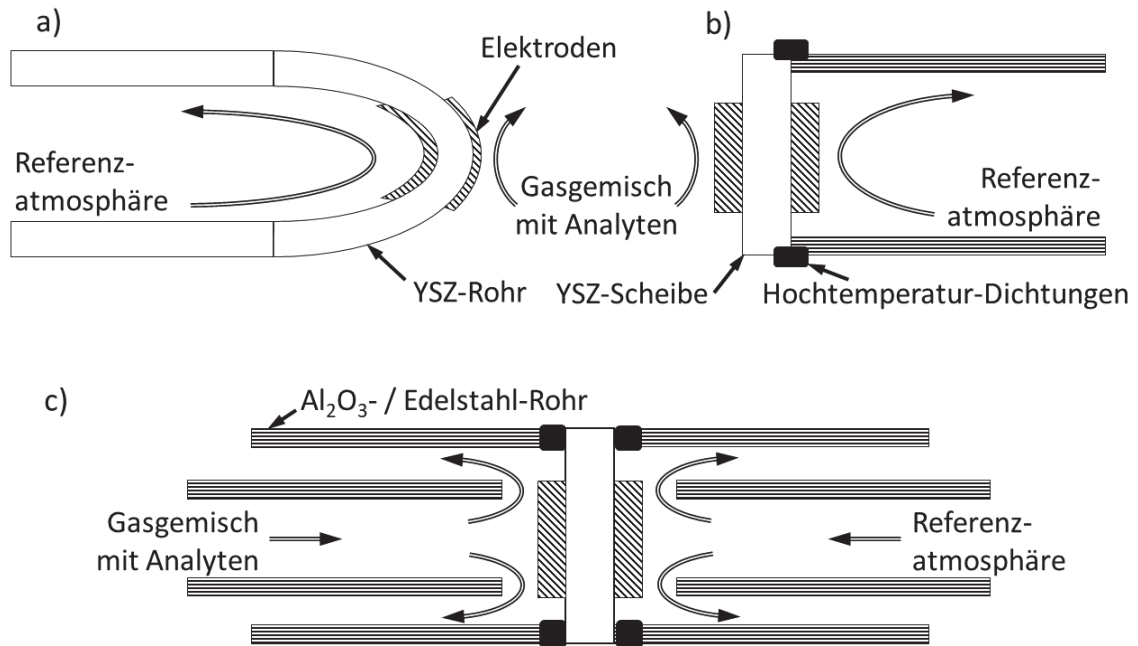 a)
Elektroden
b)
Referenz-
atmosphäre
Gasgemisch
mit Analyten
Referenz-
atmosphäre
YSZ-Rohr
YSZ-Scheibe
Hochtemperatur-Dichtungen
c)
Al₂O₃- / Edelstahl-Rohr
Gasgemisch
mit Analyten
Referenz-
atmosphäre